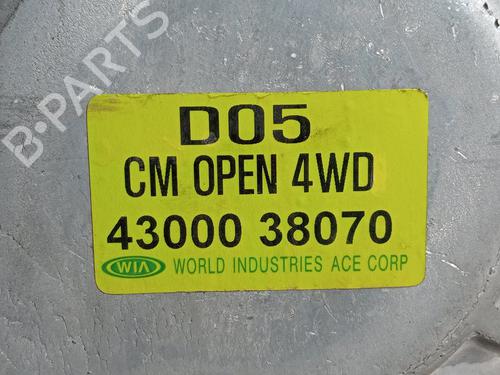 B-PARTS
D05
CM OPEN 4WD
43000 38070
WIA WORLD INDUSTRIES ACE CORP